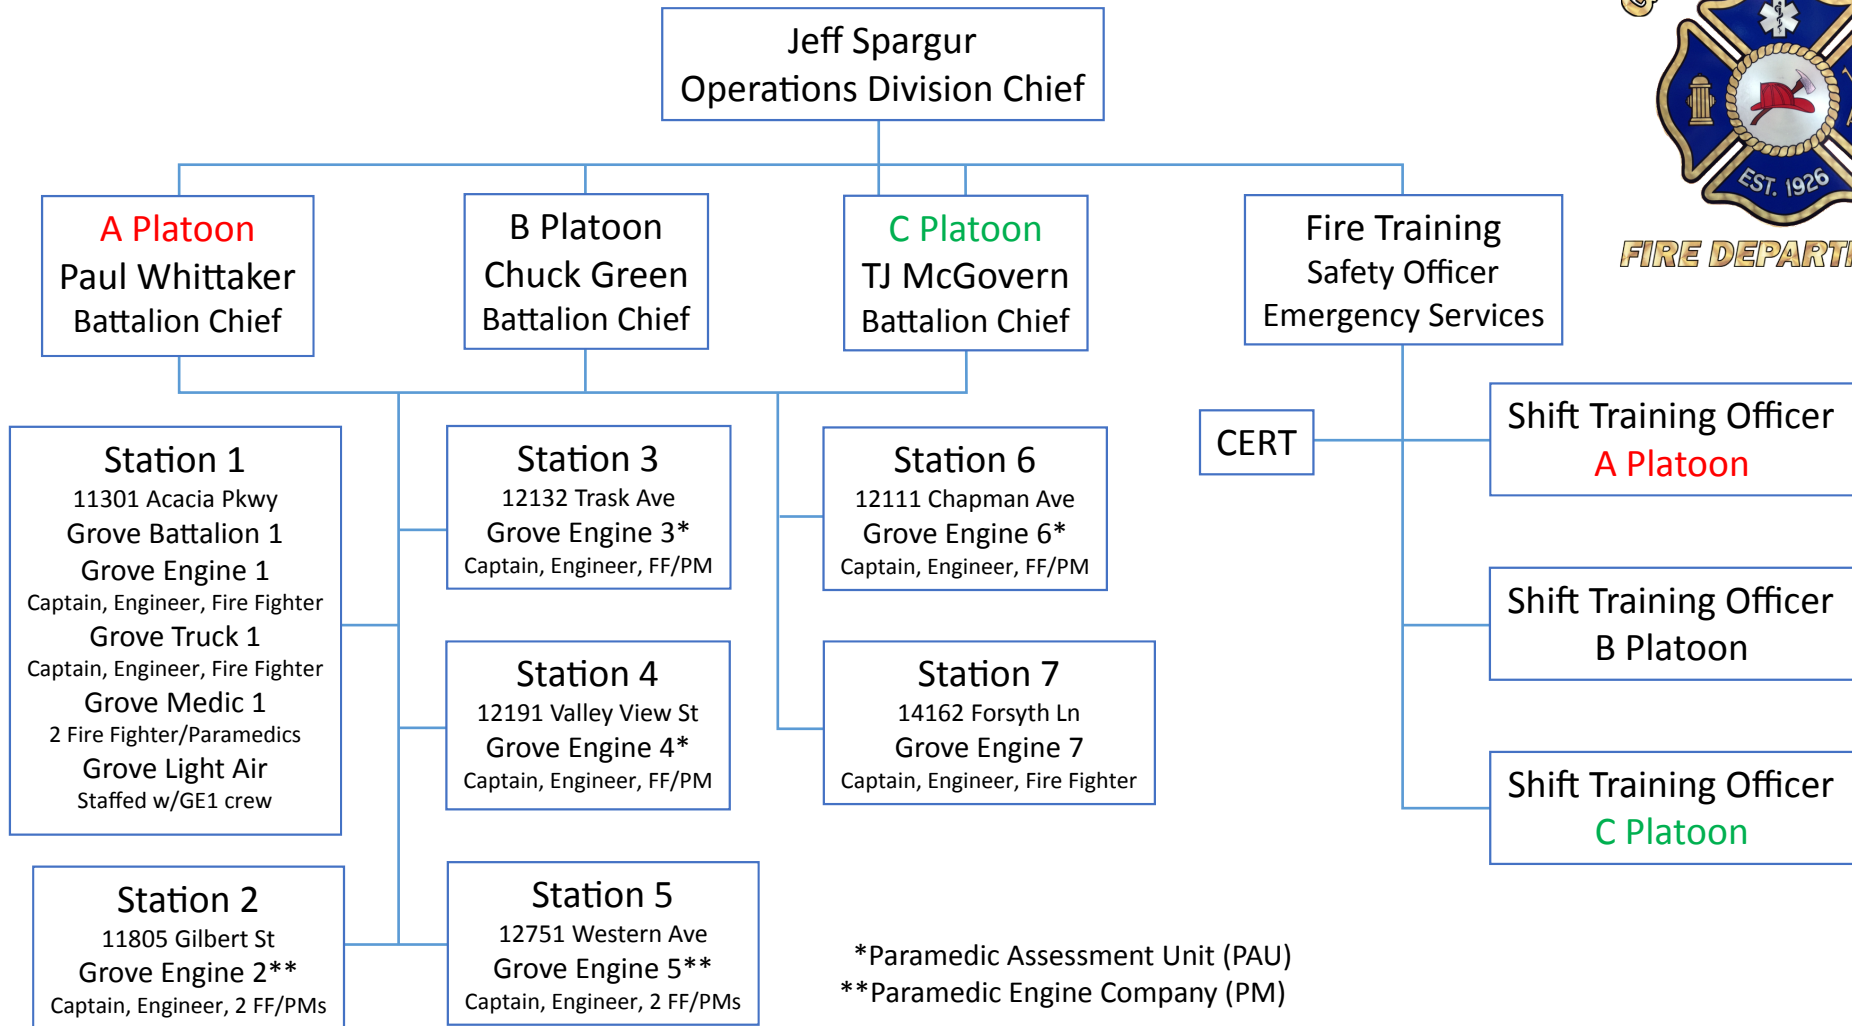 Jeff Spargur
Operations Division Chief
EST. 1926
FIRE
A Platoon
Paul Whittaker
Battalion Chief
B Platoon
Chuck Green
Battalion Chief
C Platoon
TJ McGovern
Battalion Chief
Fire Training
Safety Officer
Emergency Services
Station 1
11301 Acacia Pkwy
Grove Battalion 1
Grove Engine 1
Captain, Engineer, Fire Fighter
Grove Truck 1
Captain, Engineer, Fire Fighter
Grove Medic 1
2 Fire Fighter/Paramedics
Grove Light Air
Staffed w/GE1 crew
Station 3
12132 Trask Ave
Grove Engine 3*
Captain, Engineer, FF/PM
Station 6
12111 Chapman Ave
Grove Engine 6*
Captain, Engineer, FF/PM
CERT
Shift Training Officer
A Platoon
Station 4
12191 Valley View St
Grove Engine 4*
Captain, Engineer, FF/PM
Station 7
14162 Forsyth Ln
Grove Engine 7
Captain, Engineer, Fire Fighter
Shift Training Officer
B Platoon
Shift Training Officer
C Platoon
Station 2
11805 Gilbert St
Grove Engine 2**
Captain, Engineer, 2 FF/PMs
Station 5
12751 Western Ave
Grove Engine 5**
Captain, Engineer, 2 FF/PMs
*Paramedic Assessment Unit (PAU)
**Paramedic Engine Company (PM)